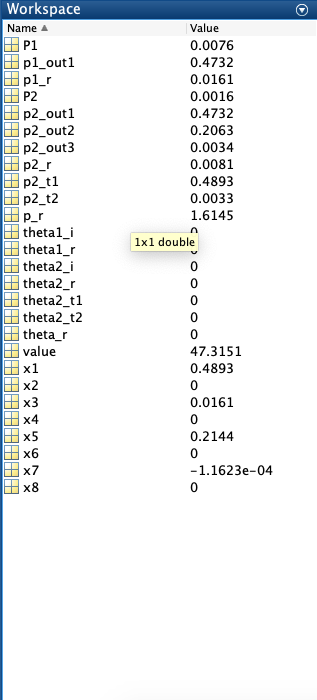 Workspace
Name Value
P1 0.0076
p1_out1 0.4732
p1_r 0.0161
P2 0.0016
p2_out1 0.4732
p2_out2 0.2063
p2_out3 0.0034
p2_r 0.0081
p2_t1 0.4893
p2_t2 0.0033
p_r 1.6145
theta1_i 0
1x1 double
theta1_r 0
theta2_i 0
theta2_r 0
theta2_t1 0
theta2_t2 0
theta_r 0
value 47.3151
x1 0.4893
x2 0
x3 0.0161
x4 0
x5 0.2144
x6 0
x7 -1.1623e-04
x8 0